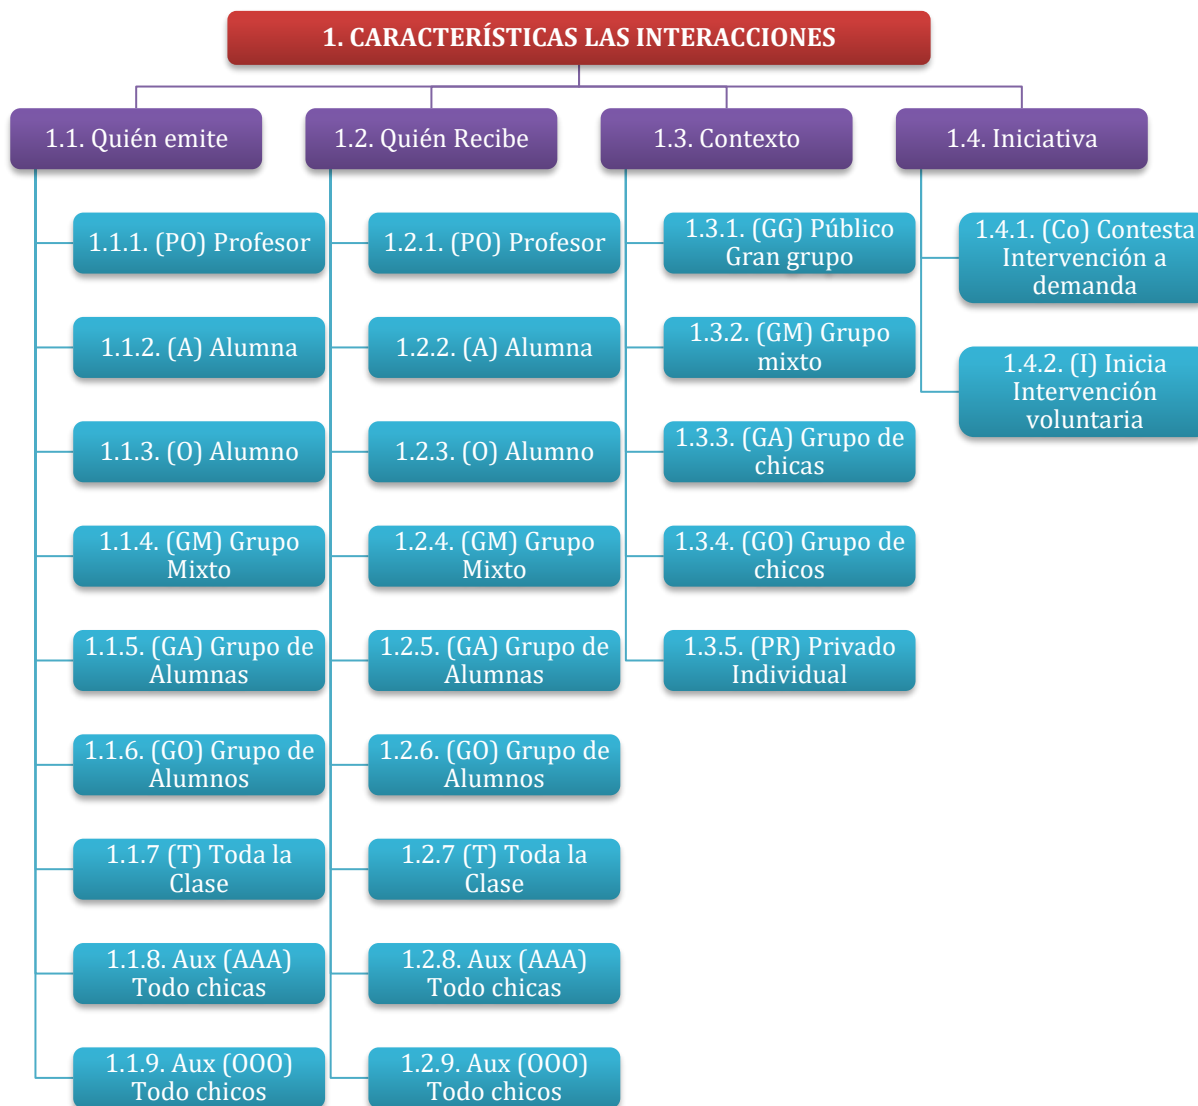 1. CARACTERÍSTICAS LAS INTERACCIONES
1.1. Quién emite
1.1.1. (PO) Profesor
1.1.2. (A) Alumna
1.1.3. (O) Alumno
1.1.4. (GM) Grupo
Mixto
1.1.5. (GA) Grupo de
Alumnas
1.1.6. (GO) Grupo de
Alumnos
1.1.7 (T) Toda la
Clase
1.1.8. Aux (AAA)
Todo chicas
1.1.9. Aux (OOO)
Todo chicos
1.2. Quién Recibe
1.2.1. (PO) Profesor
1.2.2. (A) Alumna
1.2.3. (O) Alumno
1.2.4. (GM) Grupo
Mixto
1.2.5. (GA) Grupo de
Alumnas
1.2.6. (GO) Grupo de
Alumnos
1.2.7 (T) Toda la
Clase
1.2.8. Aux (AAA)
Todo chicas
1.2.9. Aux (OOO)
Todo chicos
1.3. Contexto
1.3.1. (GG) Público
Gran grupo
1.3.2. (GM) Grupo
mixto
1.3.3. (GA) Grupo de
chicas
1.3.4. (GO) Grupo de
chicos
1.3.5. (PR) Privado
Individual
1.4. Iniciativa
1.4.1. (Co) Contesta
Intervención a
demanda
1.4.2. (I) Inicia
Intervención
voluntaria